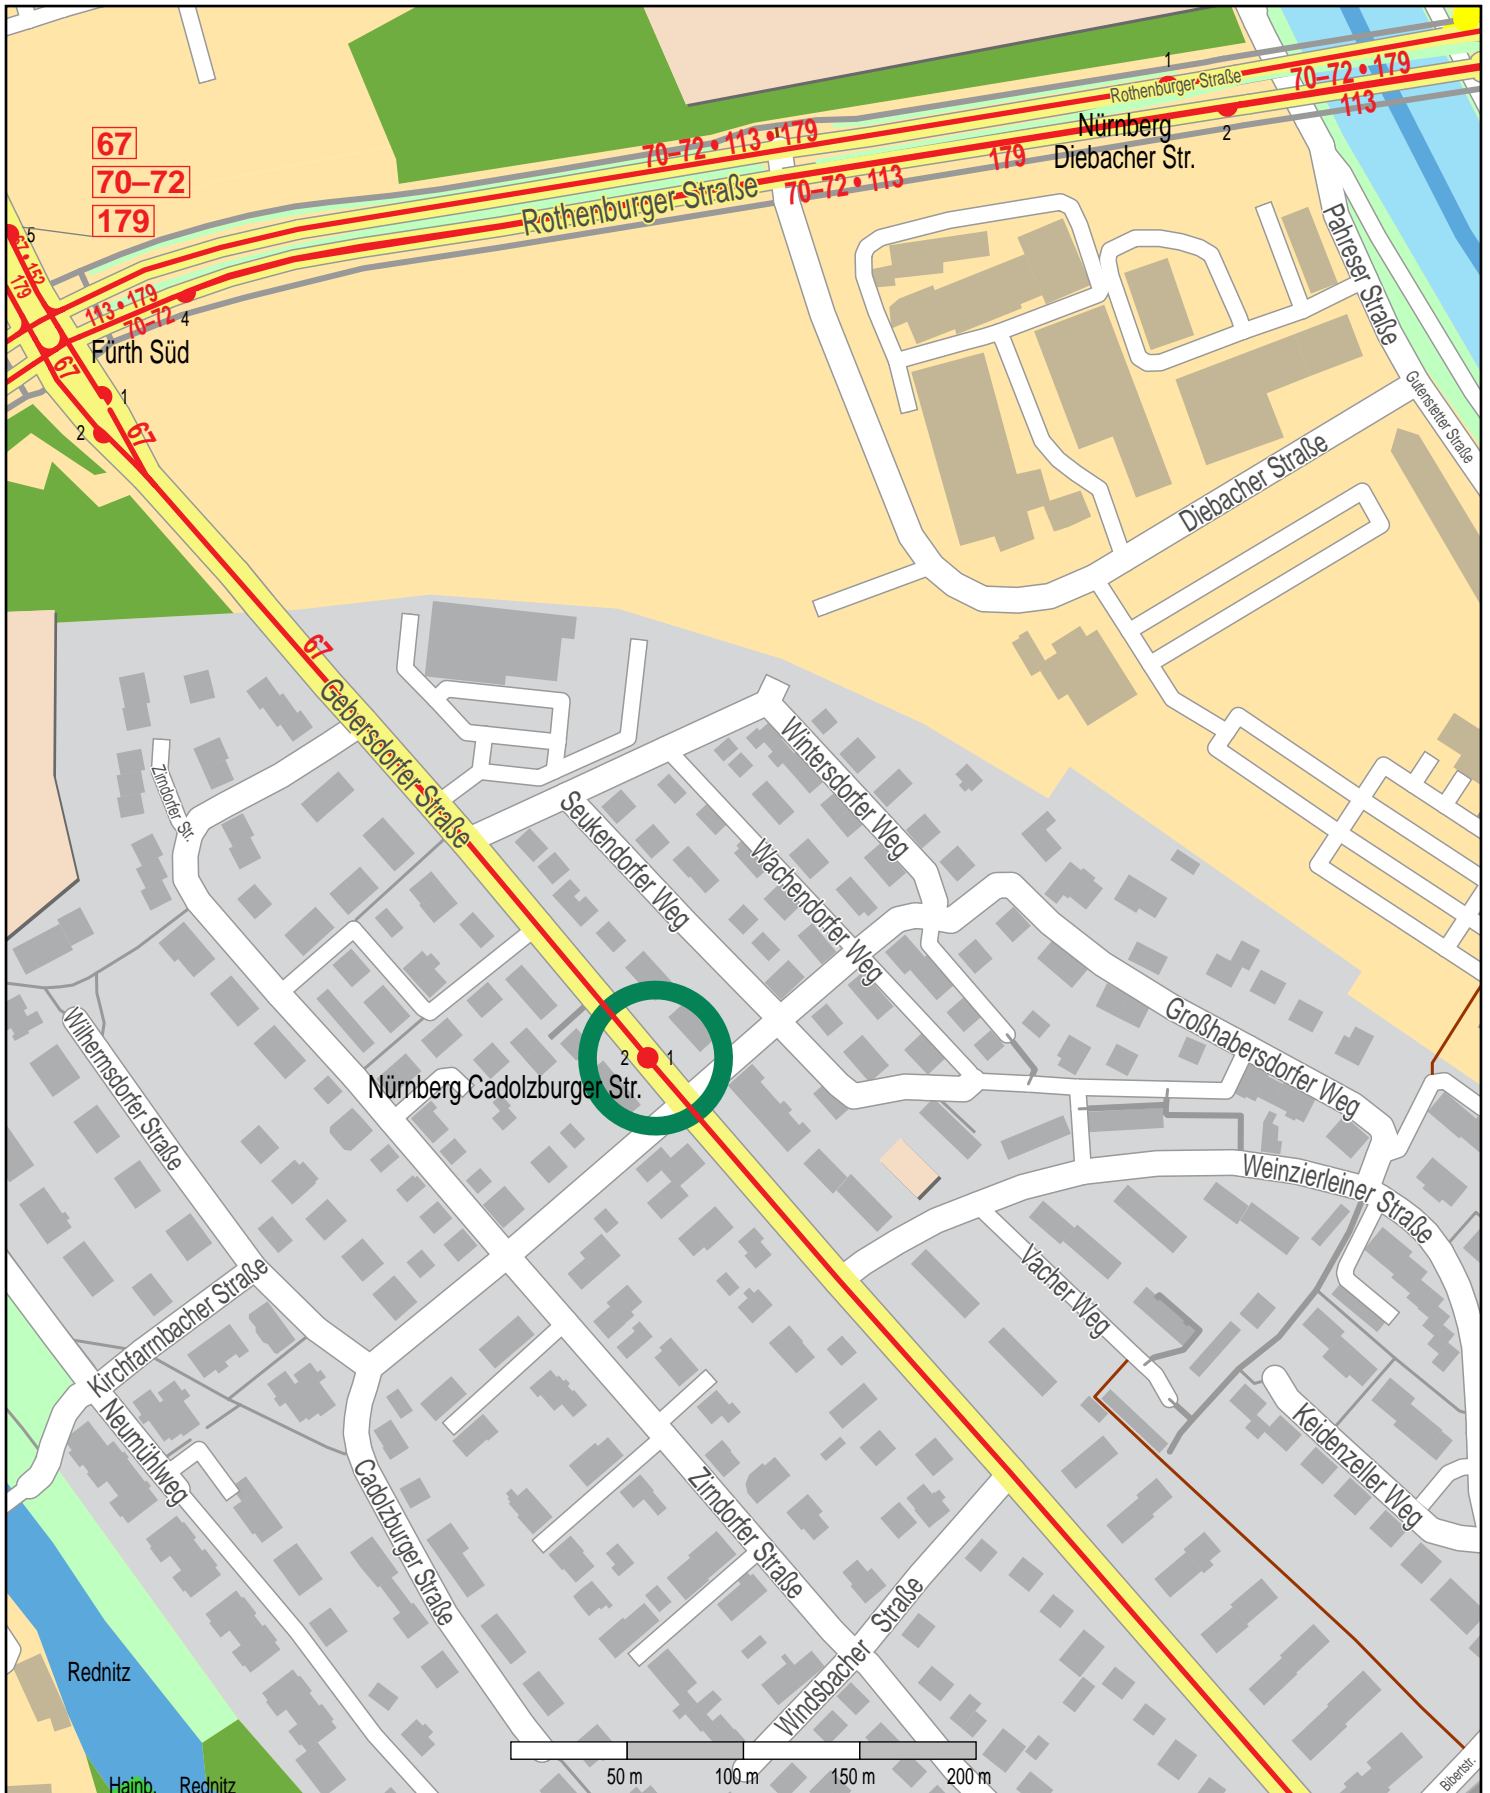 1
Rothenburger Straße
70–72 • 179
113
Nürnberg
Diebacher Str.
2
67
70–72
179
70–72 • 113 • 179
179
70–72 • 113
Rothenburger Straße
5
67 • 152
179
113 • 179
70–72
4
Fürth Süd
67
1
2
67
Pahreser Straße
Gutenstetter Straße
Diebacher Straße
67
Gebersdorfer Straße
Zirndorfer Str.
Wintersdorfer Weg
Seukendorfer Weg
Wachendorfer Weg
Großhabersdorfer Weg
Wilhermsdorfer Straße
2
1
Nürnberg Cadolzburger Str.
Weinzierleiner Straße
Vacher Weg
Kirchfarrnbacher Straße
Neumühlweg
Cadolzburger Straße
Zirndorfer Straße
Keidenzeller Weg
Windsbacher Straße
Rednitz
Hainb.
Rednitz
50 m
100 m
150 m
200 m
Bibertstr.